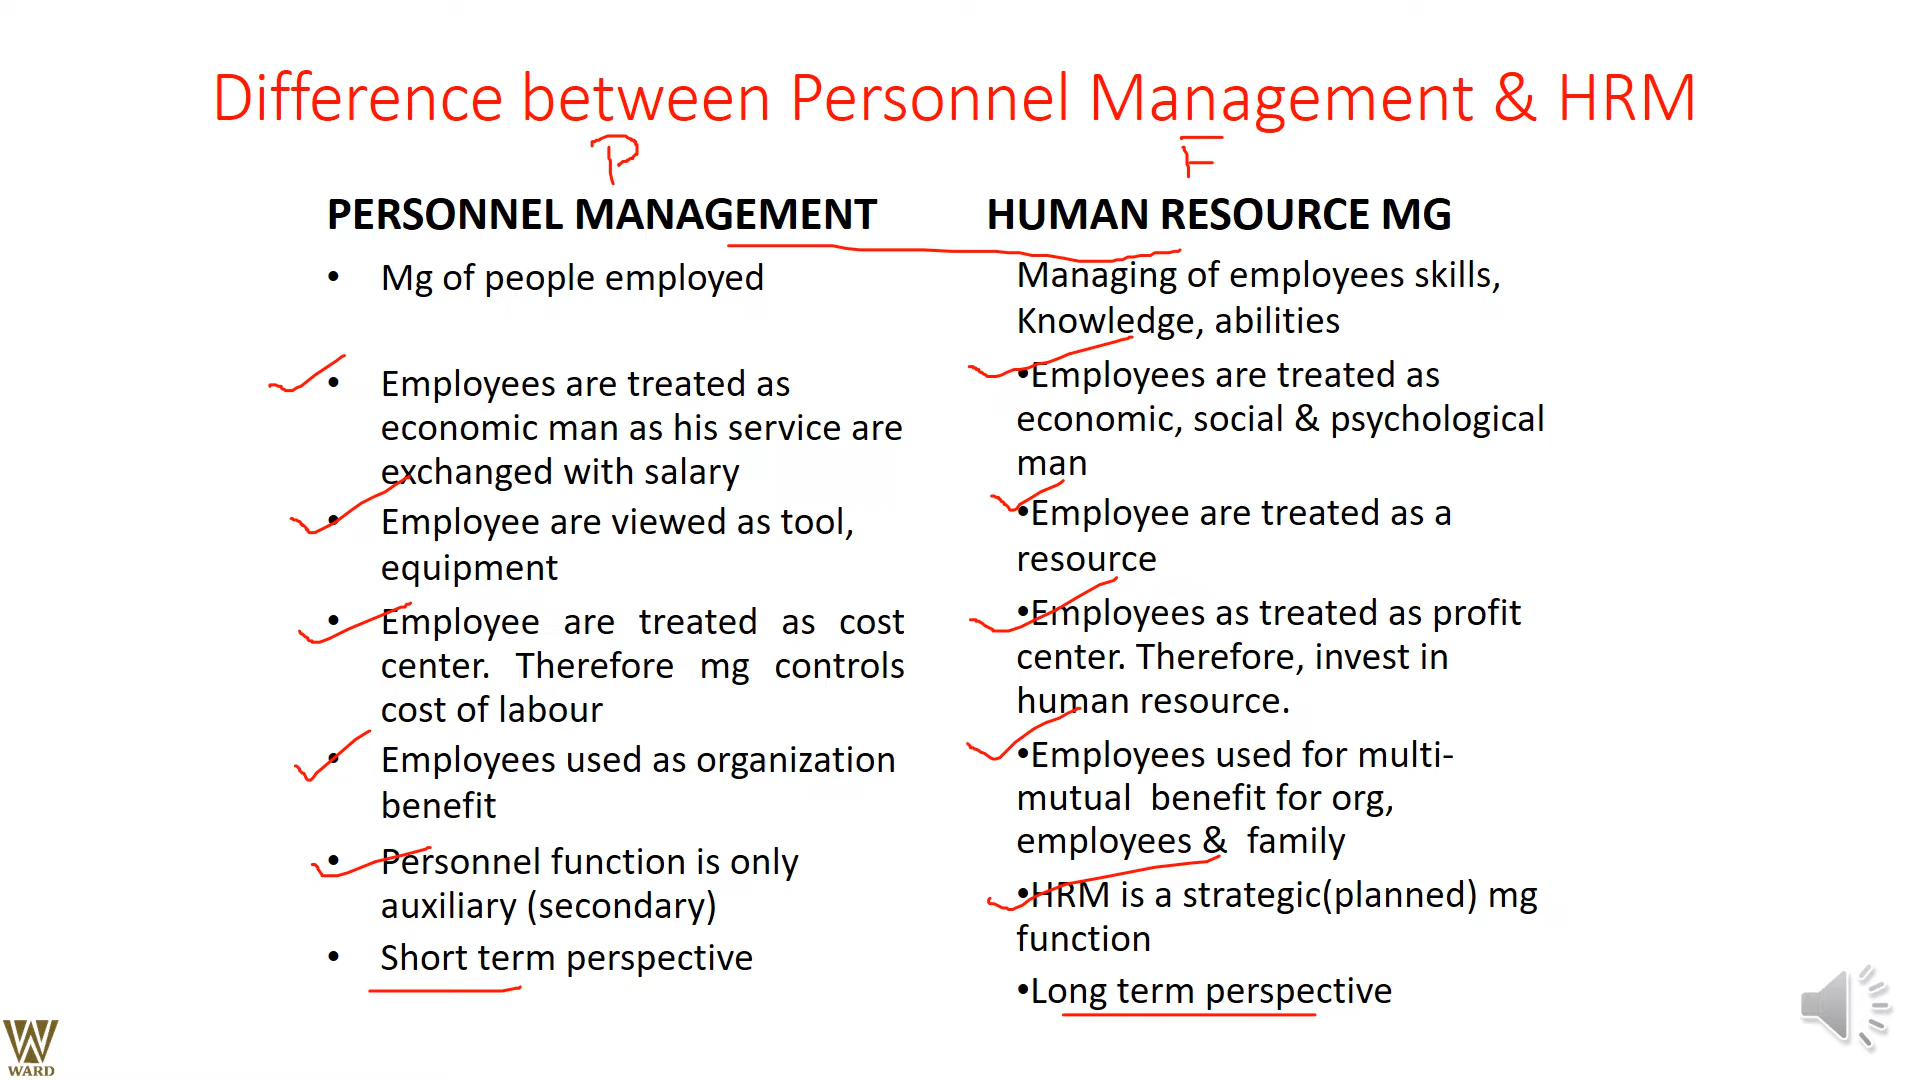 Difference between Personnel Management & HRM
P
F
PERSONNEL MANAGEMENT
• Mg of people employed
• Employees are treated as
economic man as his service are
exchanged with salary
• Employee are viewed as tool,
equipment
• Employee are treated as cost
center. Therefore mg controls
cost of labour
• Employees used as organization
benefit
• Personnel function is only
auxiliary (secondary)
• Short term perspective
HUMAN RESOURCE MG
Managing of employees skills,
Knowledge, abilities
•Employees are treated as
economic, social & psychological
man
•Employee are treated as a
resource
•Employees as treated as profit
center. Therefore, invest in
human resource.
•Employees used for multi-
mutual benefit for org,
employees & family
•HRM is a strategic(planned) mg
function
•Long term perspective
WARD